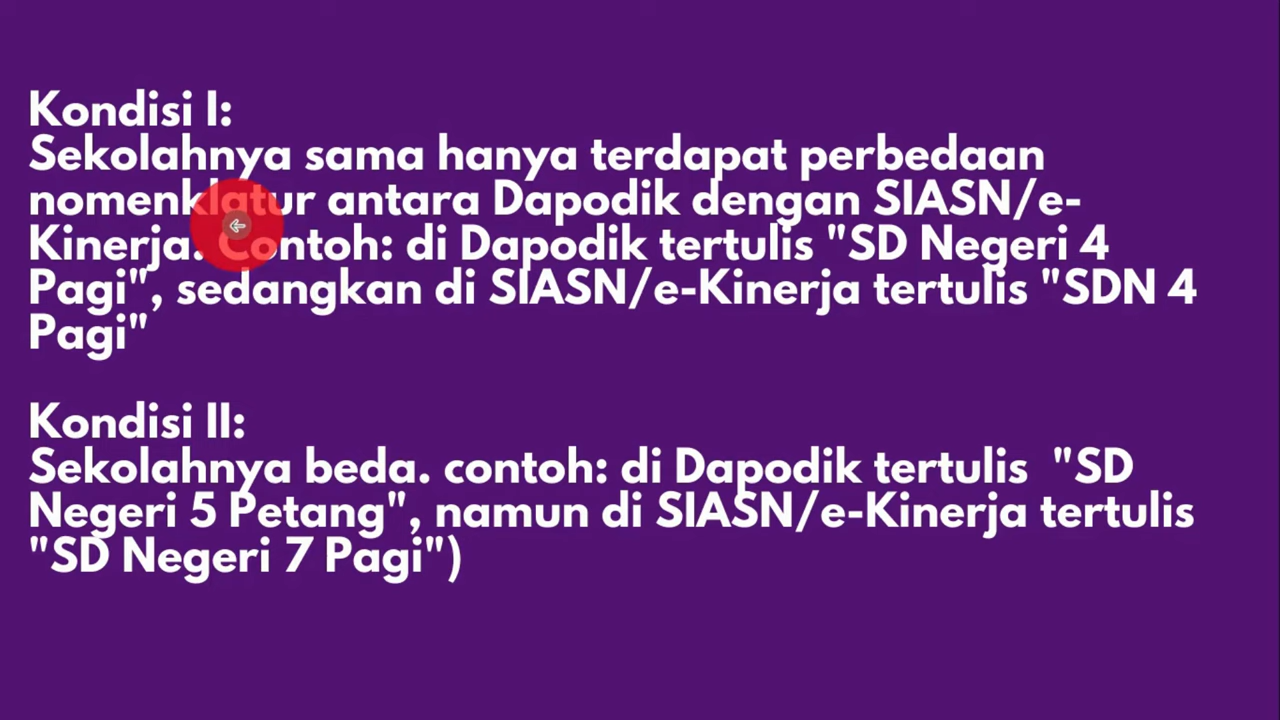 Kondisi I:
Sekolahnya sama hanya terdapat perbedaan
nomenklatur antara Dapodik dengan SIASN/e-
Kinerja. Contoh: di Dapodik tertulis "SD Negeri 4
Pagi", sedangkan di SIASN/e-Kinerja tertulis "SDN 4
Pagi"
Kondisi II:
Sekolahnya beda. contoh: di Dapodik tertulis  "SD
Negeri 5 Petang", namun di SIASN/e-Kinerja tertulis
"SD Negeri 7 Pagi")